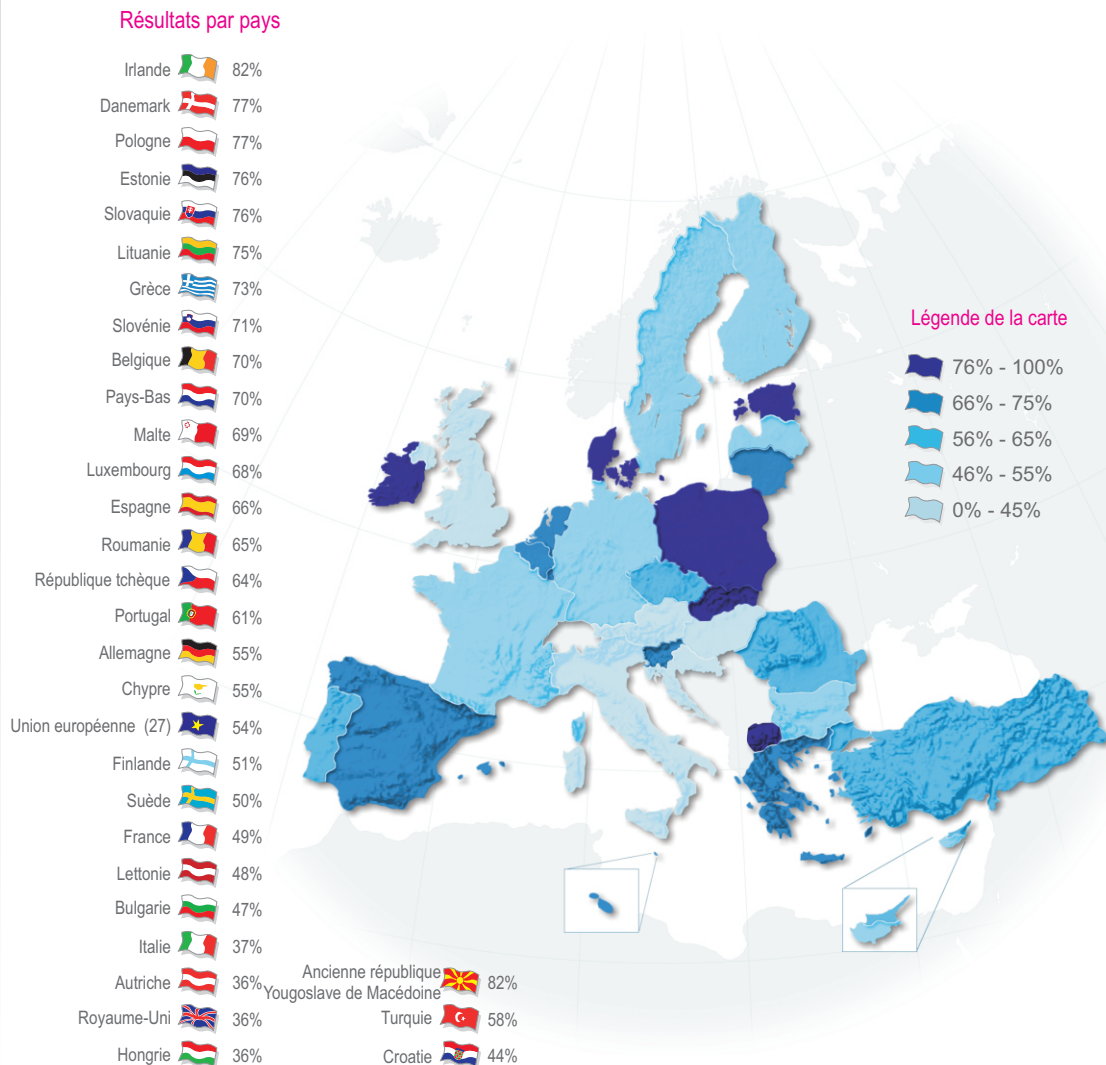 Résultats par pays
Irlande 82%
Danemark 77%
Pologne 77%
Estonie 76%
Slovaquie 76%
Lituanie 75%
Grèce 73%
Slovénie 71%
Belgique 70%
Pays-Bas 70%
Malte 69%
Luxembourg 68%
Espagne 66%
Roumanie 65%
République tchèque 64%
Portugal 61%
Allemagne 55%
Chypre 55%
Union européenne (27) 54%
Finlande 51%
Suède 50%
France 49%
Lettonie 48%
Bulgarie 47%
Italie 37%
Autriche 36%
Royaume-Uni 36%
Hongrie 36%
Ancienne république
Yougoslave de Macédoine 82%
Turquie 58%
Croatie 44%
Légende de la carte
76% - 100%
66% - 75%
56% - 65%
46% - 55%
0% - 45%